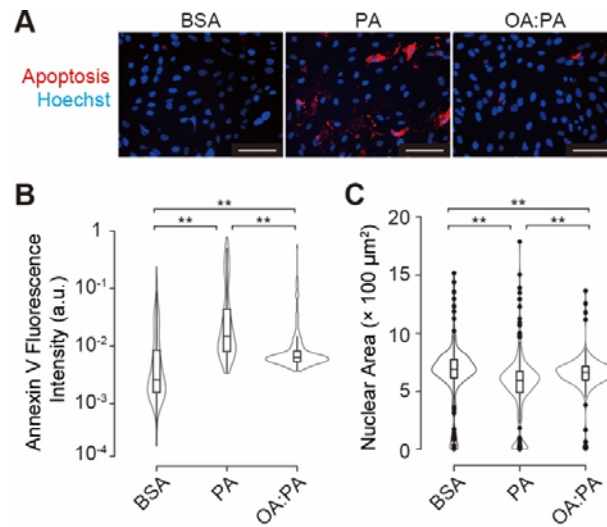 A
BSA
PA
OA:PA
Apoptosis
Hoechst
B
Annexin V Fluorescence
Intensity (a.u.)
1
10⁻¹
10⁻²
10⁻³
10⁻⁴
**
**
**
BSA
PA
OA:PA
C
Nuclear Area (× 100 μm²)
20
15
10
5
0
**
**
**
BSA
PA
OA:PA